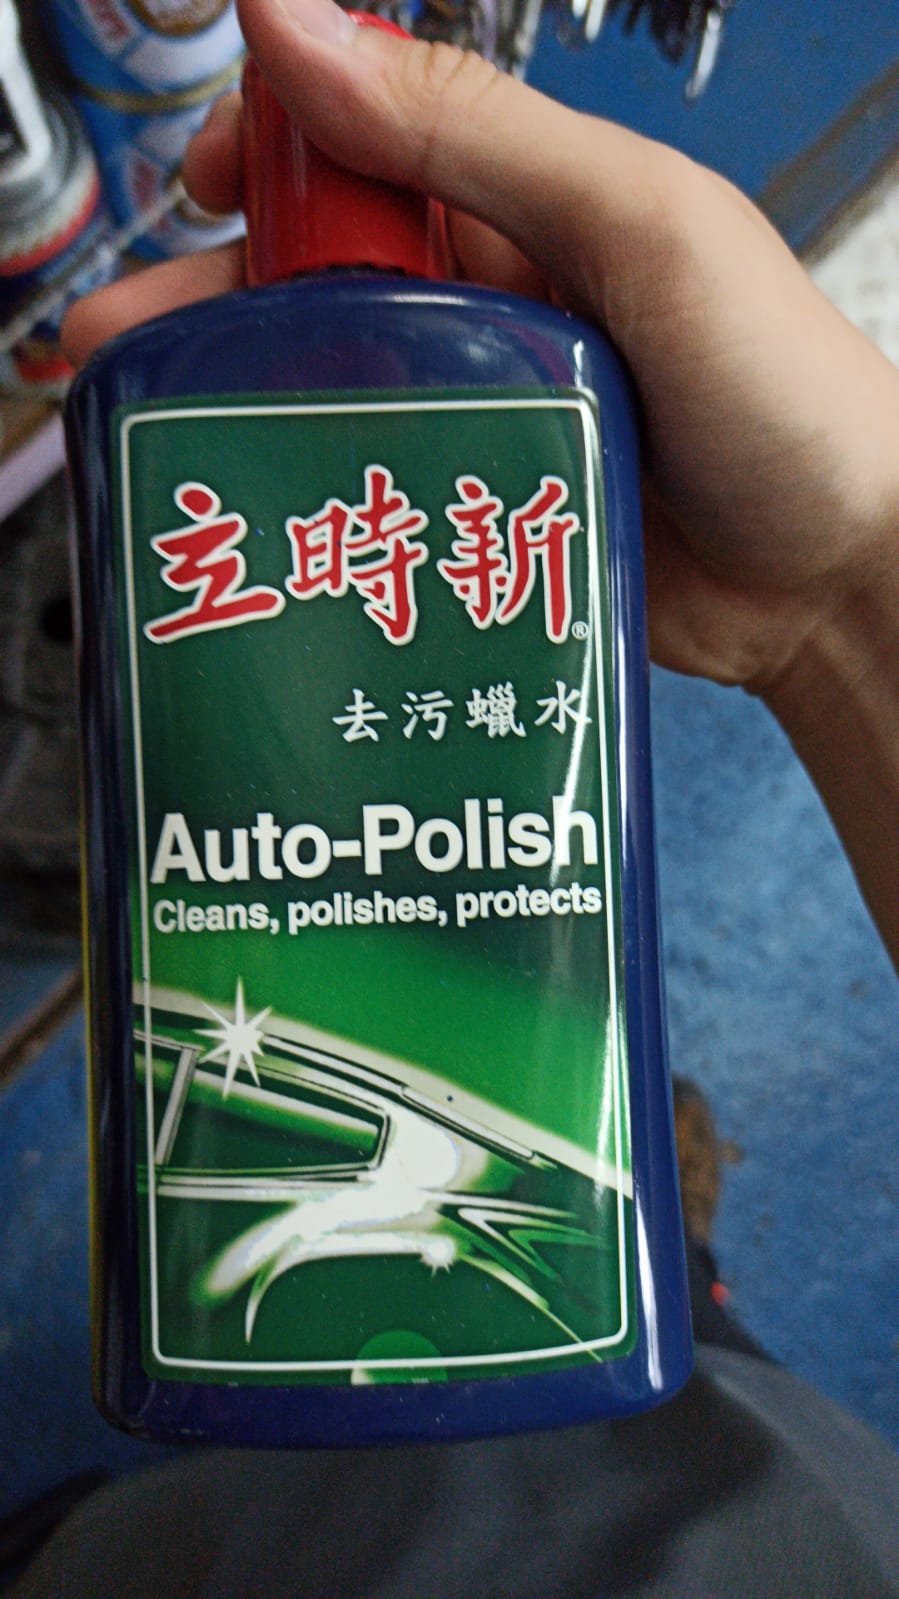 立時新®
去污蠟水
Auto-Polish
Cleans, polishes, protects